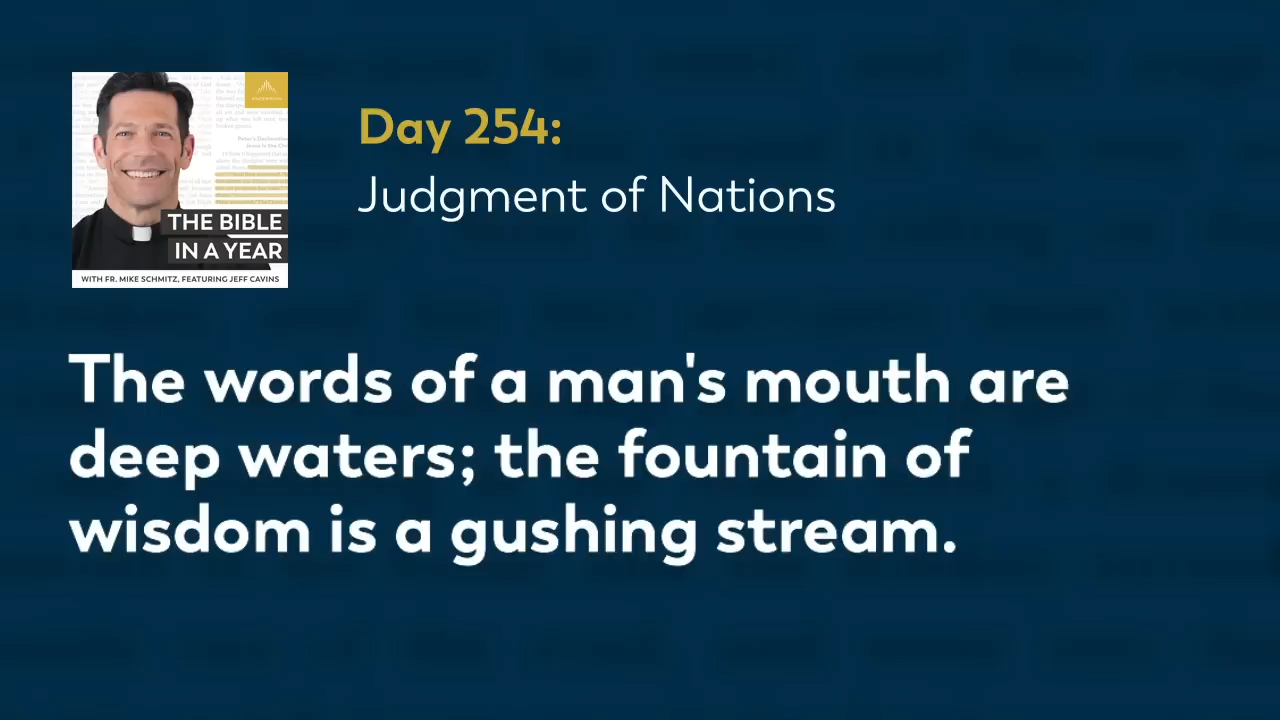 Day 254:
Judgment of Nations
THE BIBLE
IN A YEAR
WITH FR. MIKE SCHMITZ, FEATURING JEFF CAVINS
The words of a man's mouth are
deep waters; the fountain of
wisdom is a gushing stream.